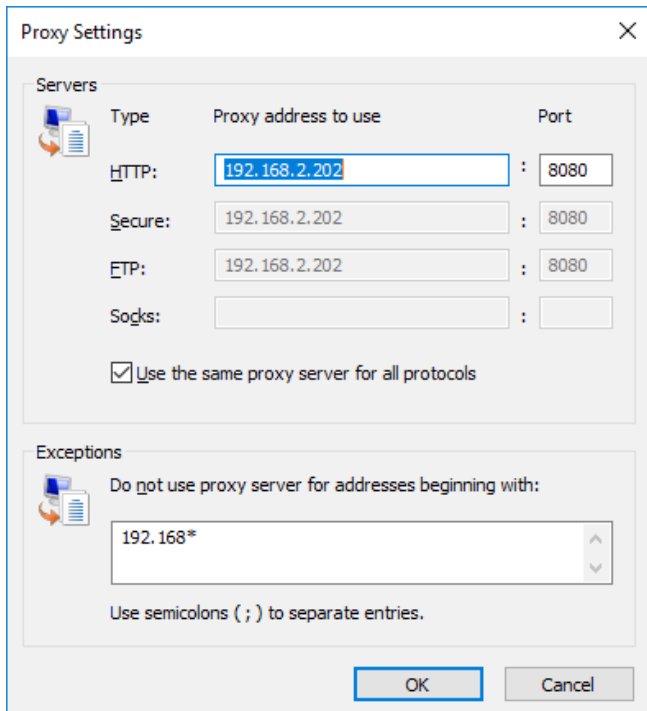 Proxy Settings
Servers
Type Proxy address to use Port
HTTP: 192.168.2.202 : 8080
Secure: 192.168.2.202 : 8080
FTP: 192.168.2.202 : 8080
Socks: :
Use the same proxy server for all protocols
Exceptions
Do not use proxy server for addresses beginning with:
192.168*
Use semicolons ( ; ) to separate entries.
OK Cancel